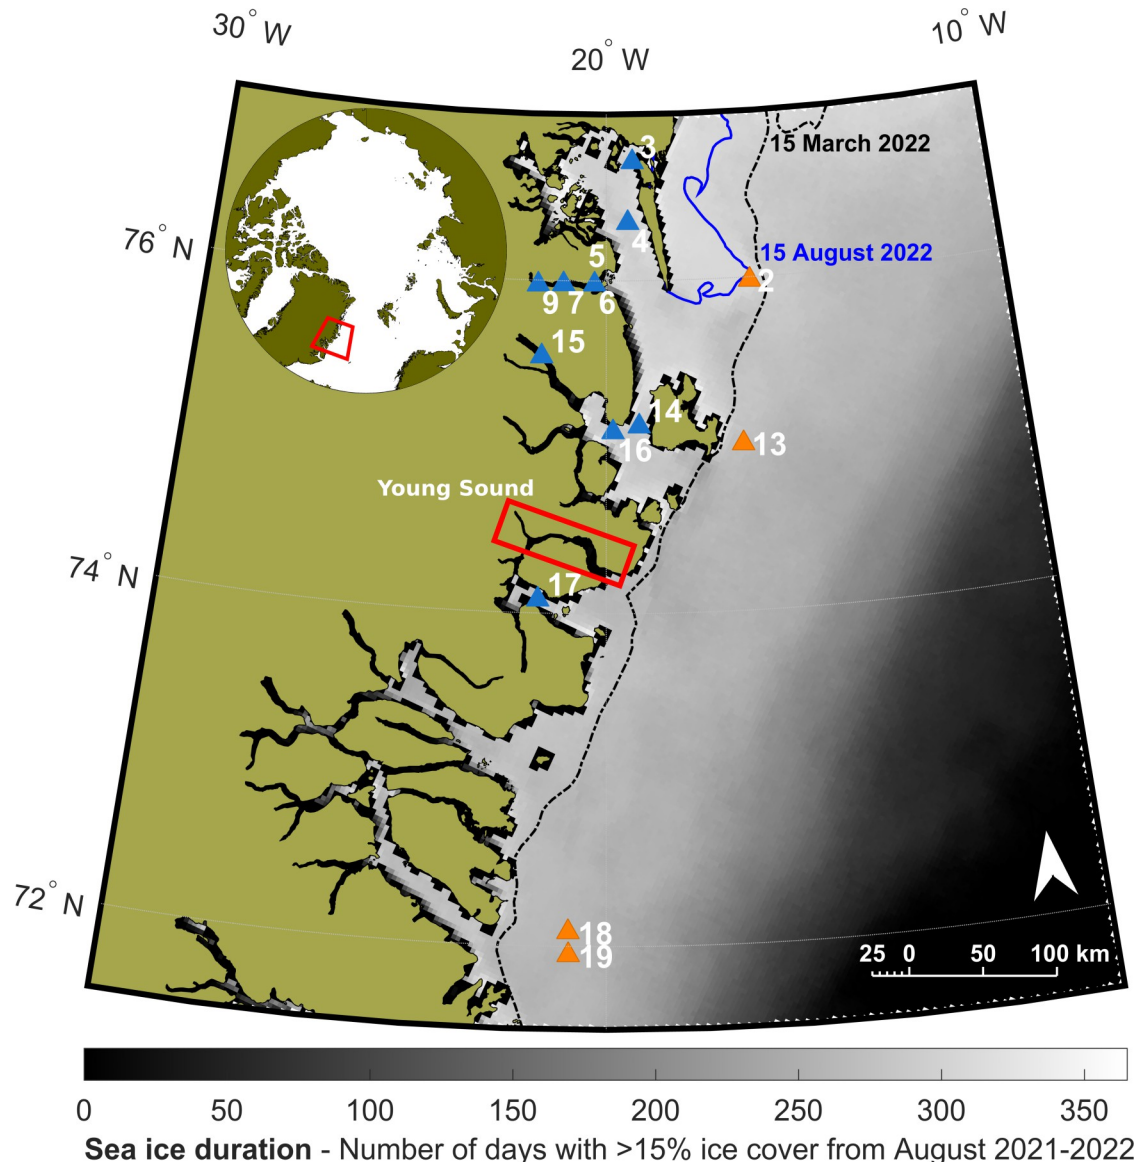 30° W
20° W
10° W
15 March 2022
3
76° N
4
15 August 2022
5
2
9 7 6
15
14
13
16
Young Sound
74° N
17
72° N
18
19
25 0 50 100 km
0 50 100 150 200 250 300 350
Sea ice duration - Number of days with >15% ice cover from August 2021-2022